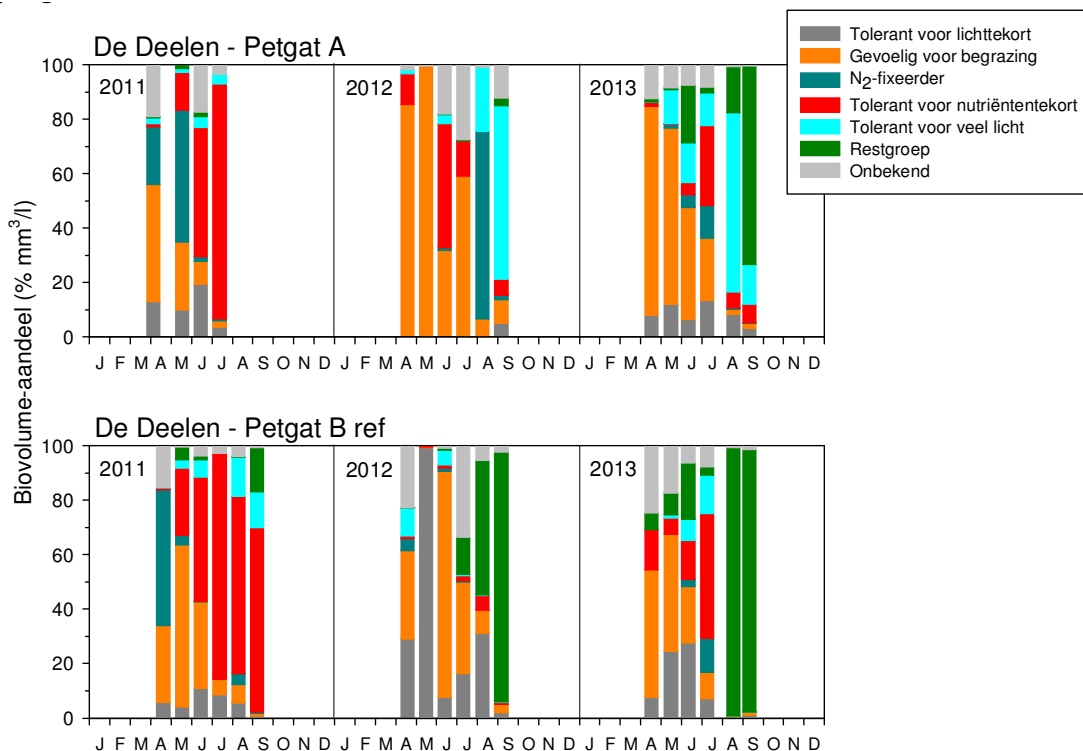 De Deelen - Petgat A
Tolerant voor lichttekort
Gevoelig voor begrazing
N2-fixeerder
Tolerant voor nutriëntentekort
Tolerant voor veel licht
Restgroep
Onbekend
Biovolume-aandeel (% mm³/l)
100
80
60
40
20
0
2011
2012
2013
J F M A M J J A S O N D J F M A M J J A S O N D J F M A M J J A S O N D
De Deelen - Petgat B ref
100
80
60
40
20
0
2011
2012
2013
J F M A M J J A S O N D J F M A M J J A S O N D J F M A M J J A S O N D